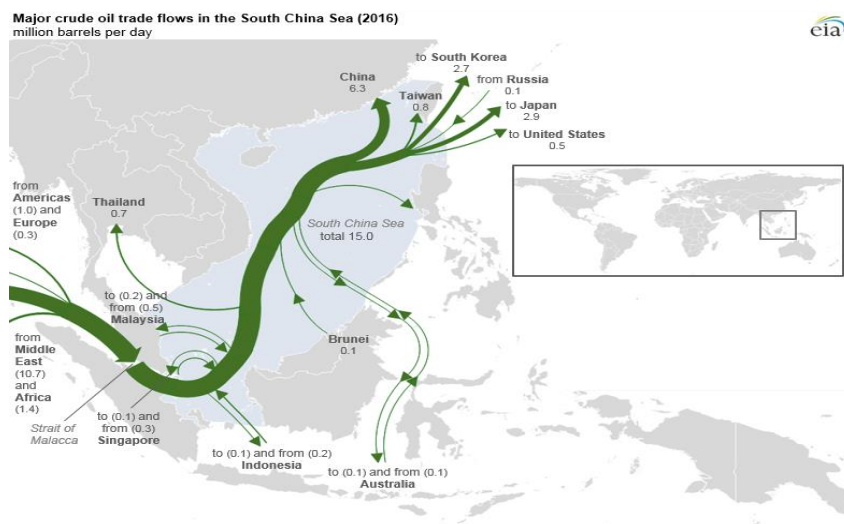 Major crude oil trade flows in the South China Sea (2016)
million barrels per day
eia
to South Korea
2.7
China
6.3
from Russia
0.1
Taiwan
0.8
to Japan
2.9
to United States
0.5
from
Americas
(1.0) and
Europe
(0.3)
Thailand
0.7
South China Sea
total 15.0
to (0.2) and
from (0.5)
Malaysia
from
Middle
East
(10.7)
and
Africa
(1.4)
Brunei
0.1
Strait of
Malacca
to (0.1) and
from (0.3)
Singapore
to (0.1) and from (0.2)
Indonesia
to (0.1) and from (0.1)
Australia